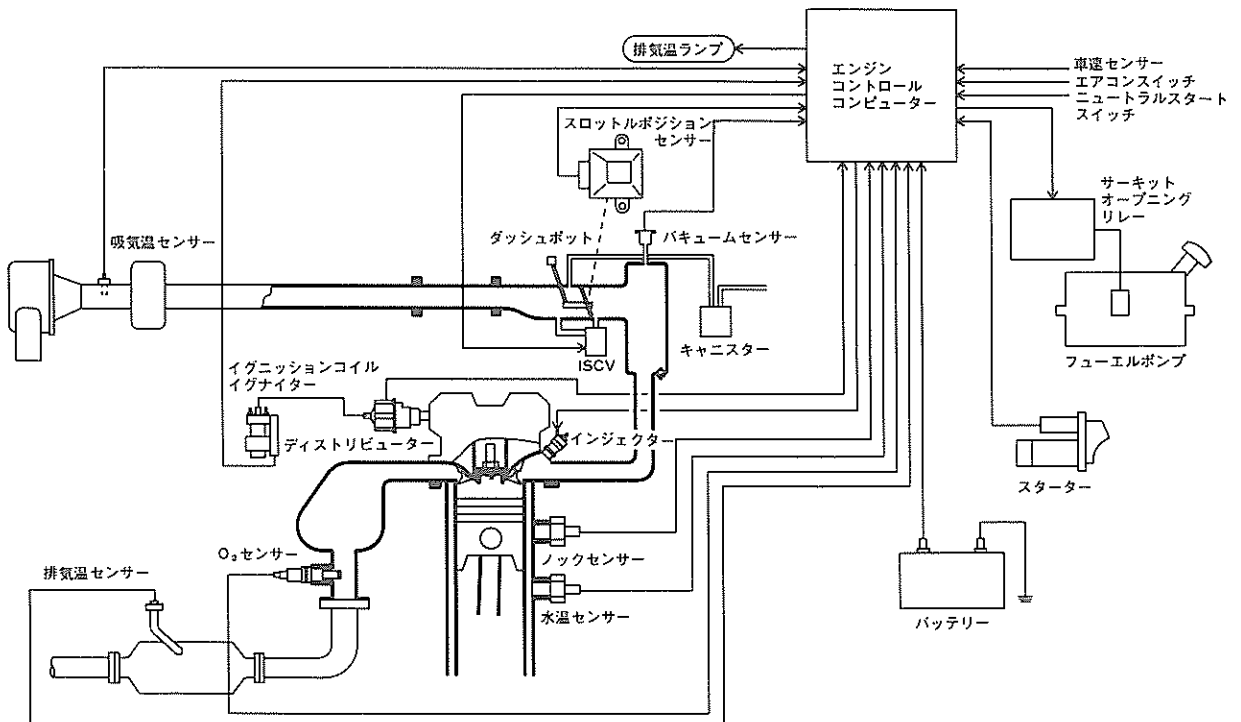 排気温ランプ
エンジン
コントロール
コンピューター
車速センサー
エアコンスイッチ
ニュートラルスタート
スイッチ
スロットルポジション
センサー
サーキット
オープニング
リレー
吸気温センサー
ダッシュポット
バキュームセンサー
キャニスター
フューエルポンプ
ISCV
イグニッションコイル
イグナイター
ディストリビューター
インジェクター
スターター
O₂センサー
ノックセンサー
排気温センサー
水温センサー
バッテリー